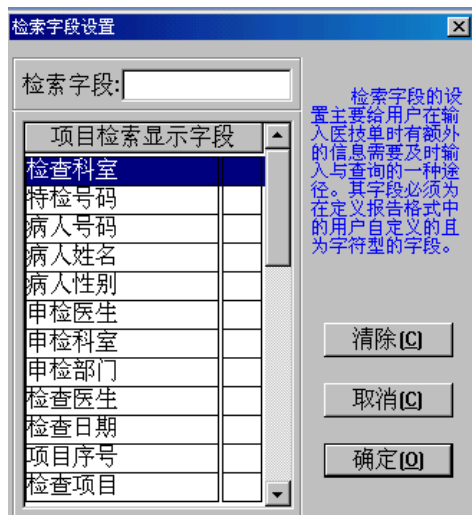 检索字段设置
检索字段:
项目检索显示字段
检查科室
特检号码
病人号码
病人姓名
病人性别
申检医生
申检科室
申检部门
检查医生
检查日期
项目序号
检查项目
检索字段的设
置主要给用户在输
入医技单时有额外
的信息需要及时输
入与查询的一种途
径。其字段必须为
在定义报告格式中
的用户自定义的且
为字符型的字段。
清除(C)
取消(C)
确定(O)